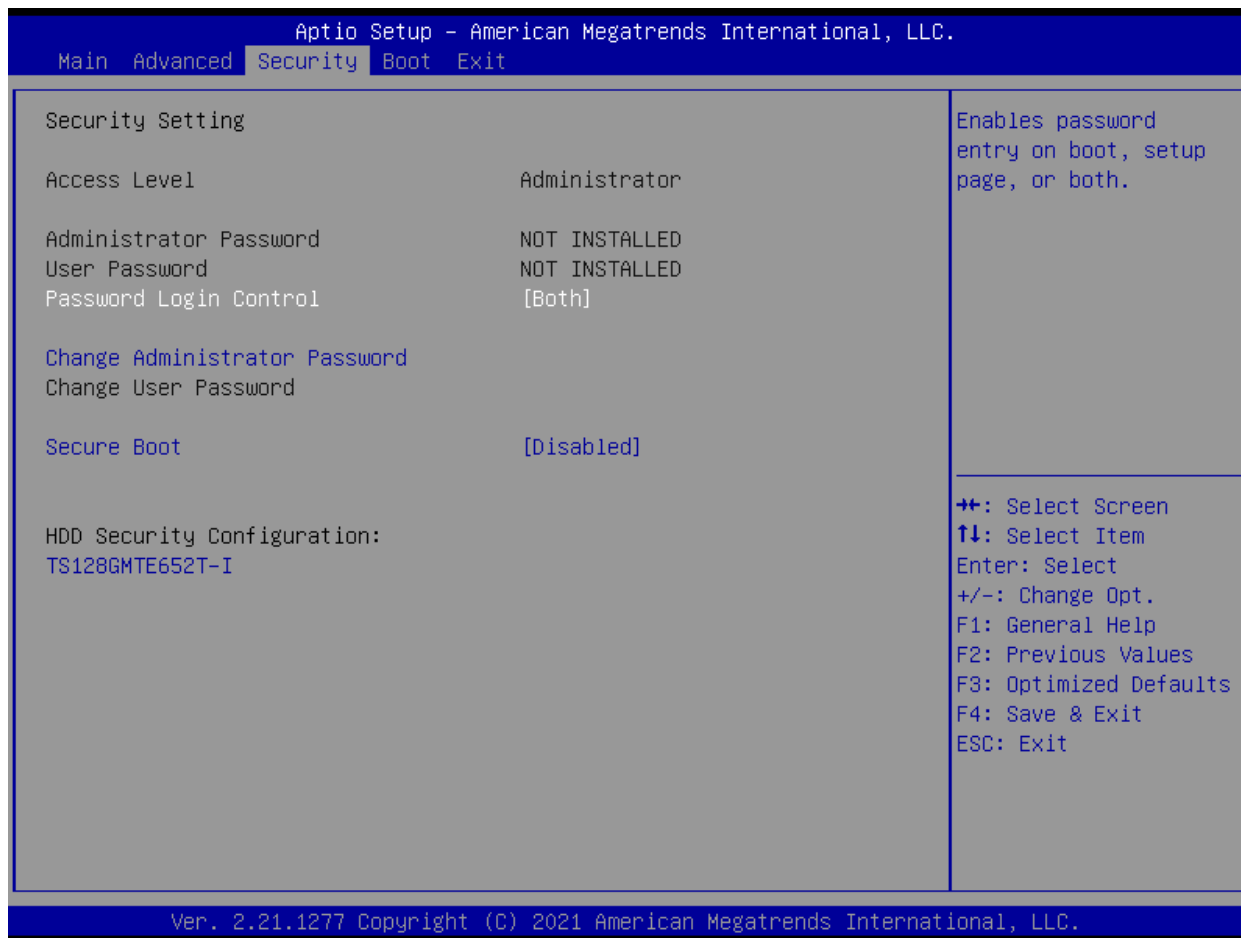 Aptio Setup – American Megatrends International, LLC.
Main Advanced Security Boot Exit
Security Setting
Access Level Administrator
Administrator Password NOT INSTALLED
User Password NOT INSTALLED
Password Login Control [Both]
Change Administrator Password
Change User Password
Secure Boot [Disabled]
HDD Security Configuration:
TS128GMTE652T-I
Enables password
entry on boot, setup
page, or both.
→←: Select Screen
↑↓: Select Item
Enter: Select
+/-: Change Opt.
F1: General Help
F2: Previous Values
F3: Optimized Defaults
F4: Save & Exit
ESC: Exit
Ver. 2.21.1277 Copyright (C) 2021 American Megatrends International, LLC.